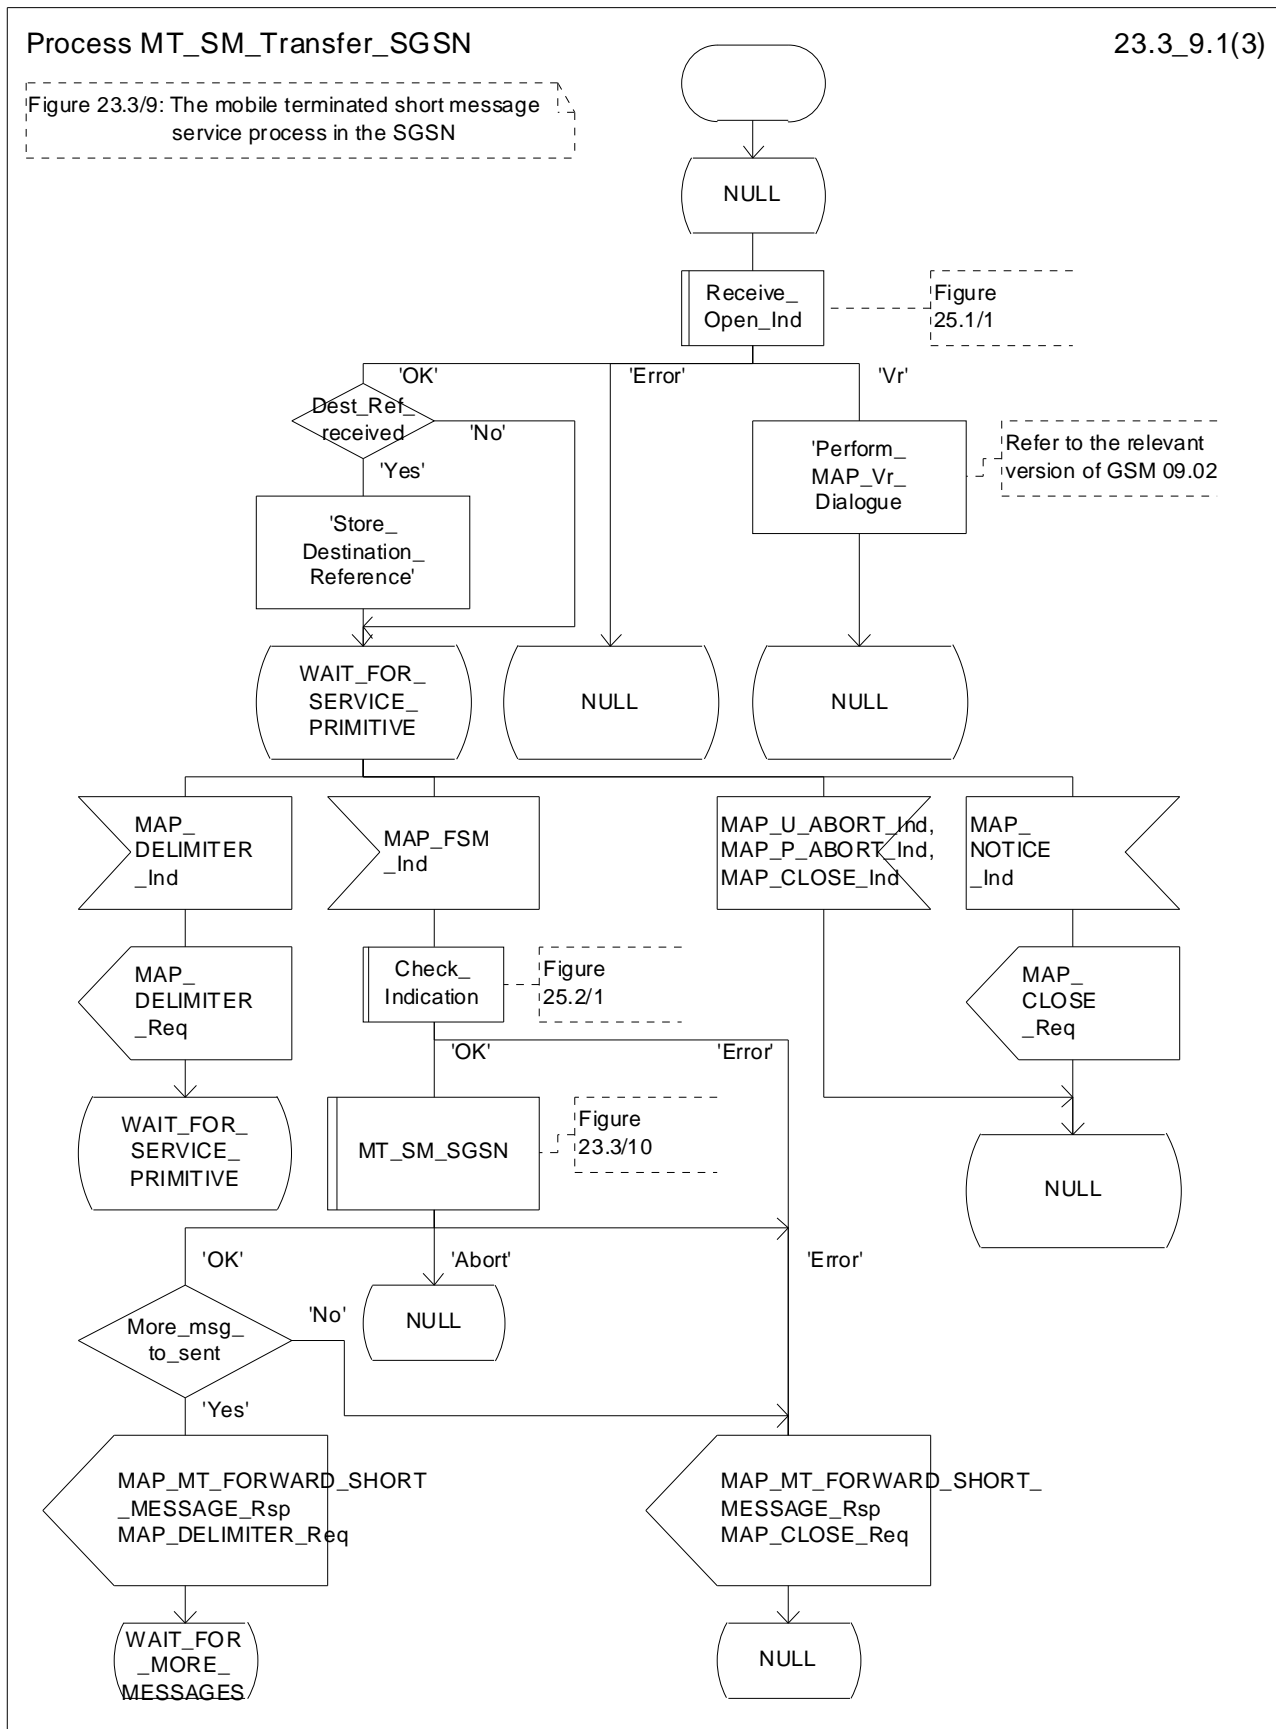 Process MT_SM_Transfer_SGSN
23.3_9.1(3)
Figure 23.3/9: The mobile terminated short message
service process in the SGSN
NULL
Receive_
Open_Ind
Figure
25.1/1
'OK'
'Error'
'Vr'
Dest_Ref_
received
'No'
'Yes'
'Perform_
MAP_Vr_
Dialogue
Refer to the relevant
version of GSM 09.02
'Store_
Destination_
Reference'
WAIT_FOR_
SERVICE_
PRIMITIVE
NULL
NULL
MAP_
DELIMITER
_Ind
MAP_FSM
_Ind
MAP_U_ABORT_Ind,
MAP_P_ABORT_Ind,
MAP_CLOSE_Ind
MAP_
NOTICE
_Ind
MAP_
DELIMITER
_Req
Check_
Indication
Figure
25.2/1
MAP_
CLOSE
_Req
'OK'
'Error'
WAIT_FOR_
SERVICE_
PRIMITIVE
MT_SM_SGSN
Figure
23.3/10
NULL
'OK'
'Abort'
'Error'
More_msg_
to_sent
'No'
NULL
'Yes'
MAP_MT_FORWARD_SHORT
_MESSAGE_Rsp
MAP_DELIMITER_Req
MAP_MT_FORWARD_SHORT_
MESSAGE_Rsp
MAP_CLOSE_Req
WAIT_FOR
_MORE_
MESSAGES
NULL